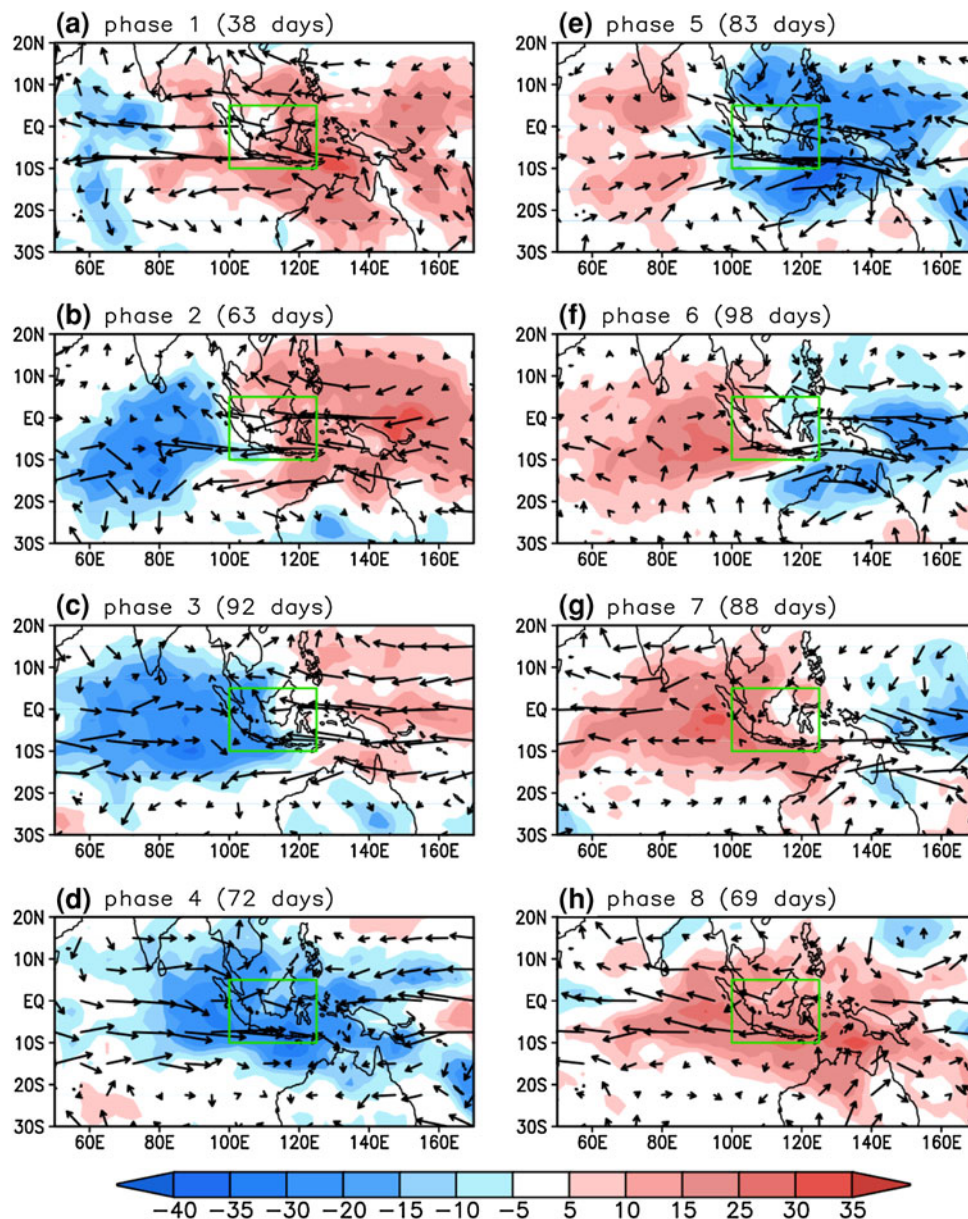 (a) phase 1 (38 days)
20N
10N
EQ
10S
20S
30S
60E 80E 100E 120E 140E 160E
(b) phase 2 (63 days)
20N
10N
EQ
10S
20S
30S
60E 80E 100E 120E 140E 160E
(c) phase 3 (92 days)
20N
10N
EQ
10S
20S
30S
60E 80E 100E 120E 140E 160E
(d) phase 4 (72 days)
20N
10N
EQ
10S
20S
30S
60E 80E 100E 120E 140E 160E
(e) phase 5 (83 days)
20N
10N
EQ
10S
20S
30S
60E 80E 100E 120E 140E 160E
(f) phase 6 (98 days)
20N
10N
EQ
10S
20S
30S
60E 80E 100E 120E 140E 160E
(g) phase 7 (88 days)
20N
10N
EQ
10S
20S
30S
60E 80E 100E 120E 140E 160E
(h) phase 8 (69 days)
20N
10N
EQ
10S
20S
30S
60E 80E 100E 120E 140E 160E
−40 −35 −30 −20 −15 −10 −5 5 10 15 20 25 30 35